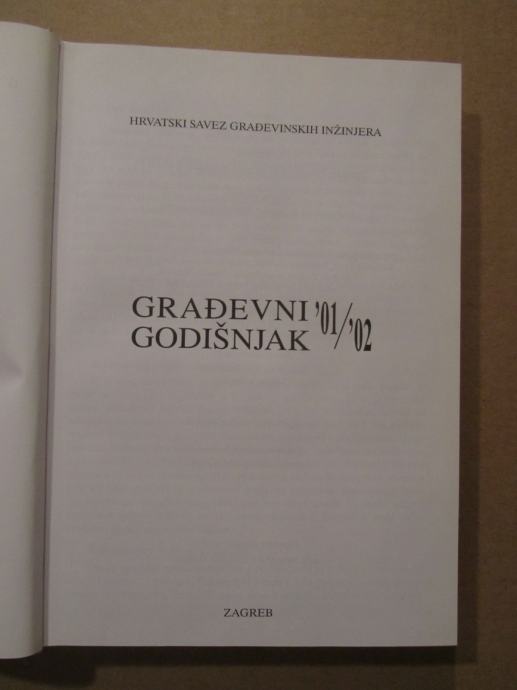 HRVATSKI SAVEZ GRAĐEVINSKIH INŽINJERA
GRAĐEVNI '01/'02
GODIŠNJAK
ZAGREB